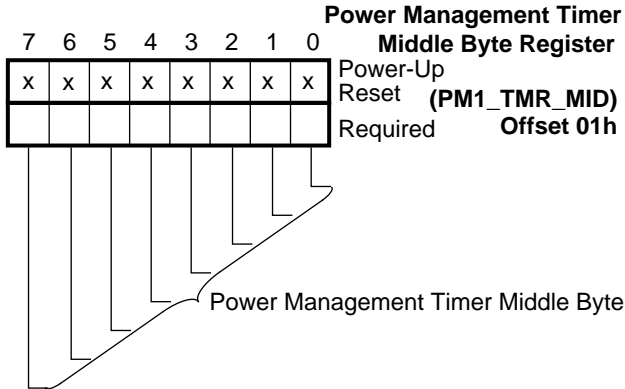 Power Management Timer
Middle Byte Register
(PM1_TMR_MID)
Offset 01h
7 6 5 4 3 2 1 0
x x x x x x x x
Power-Up
Reset
Required
Power Management Timer Middle Byte